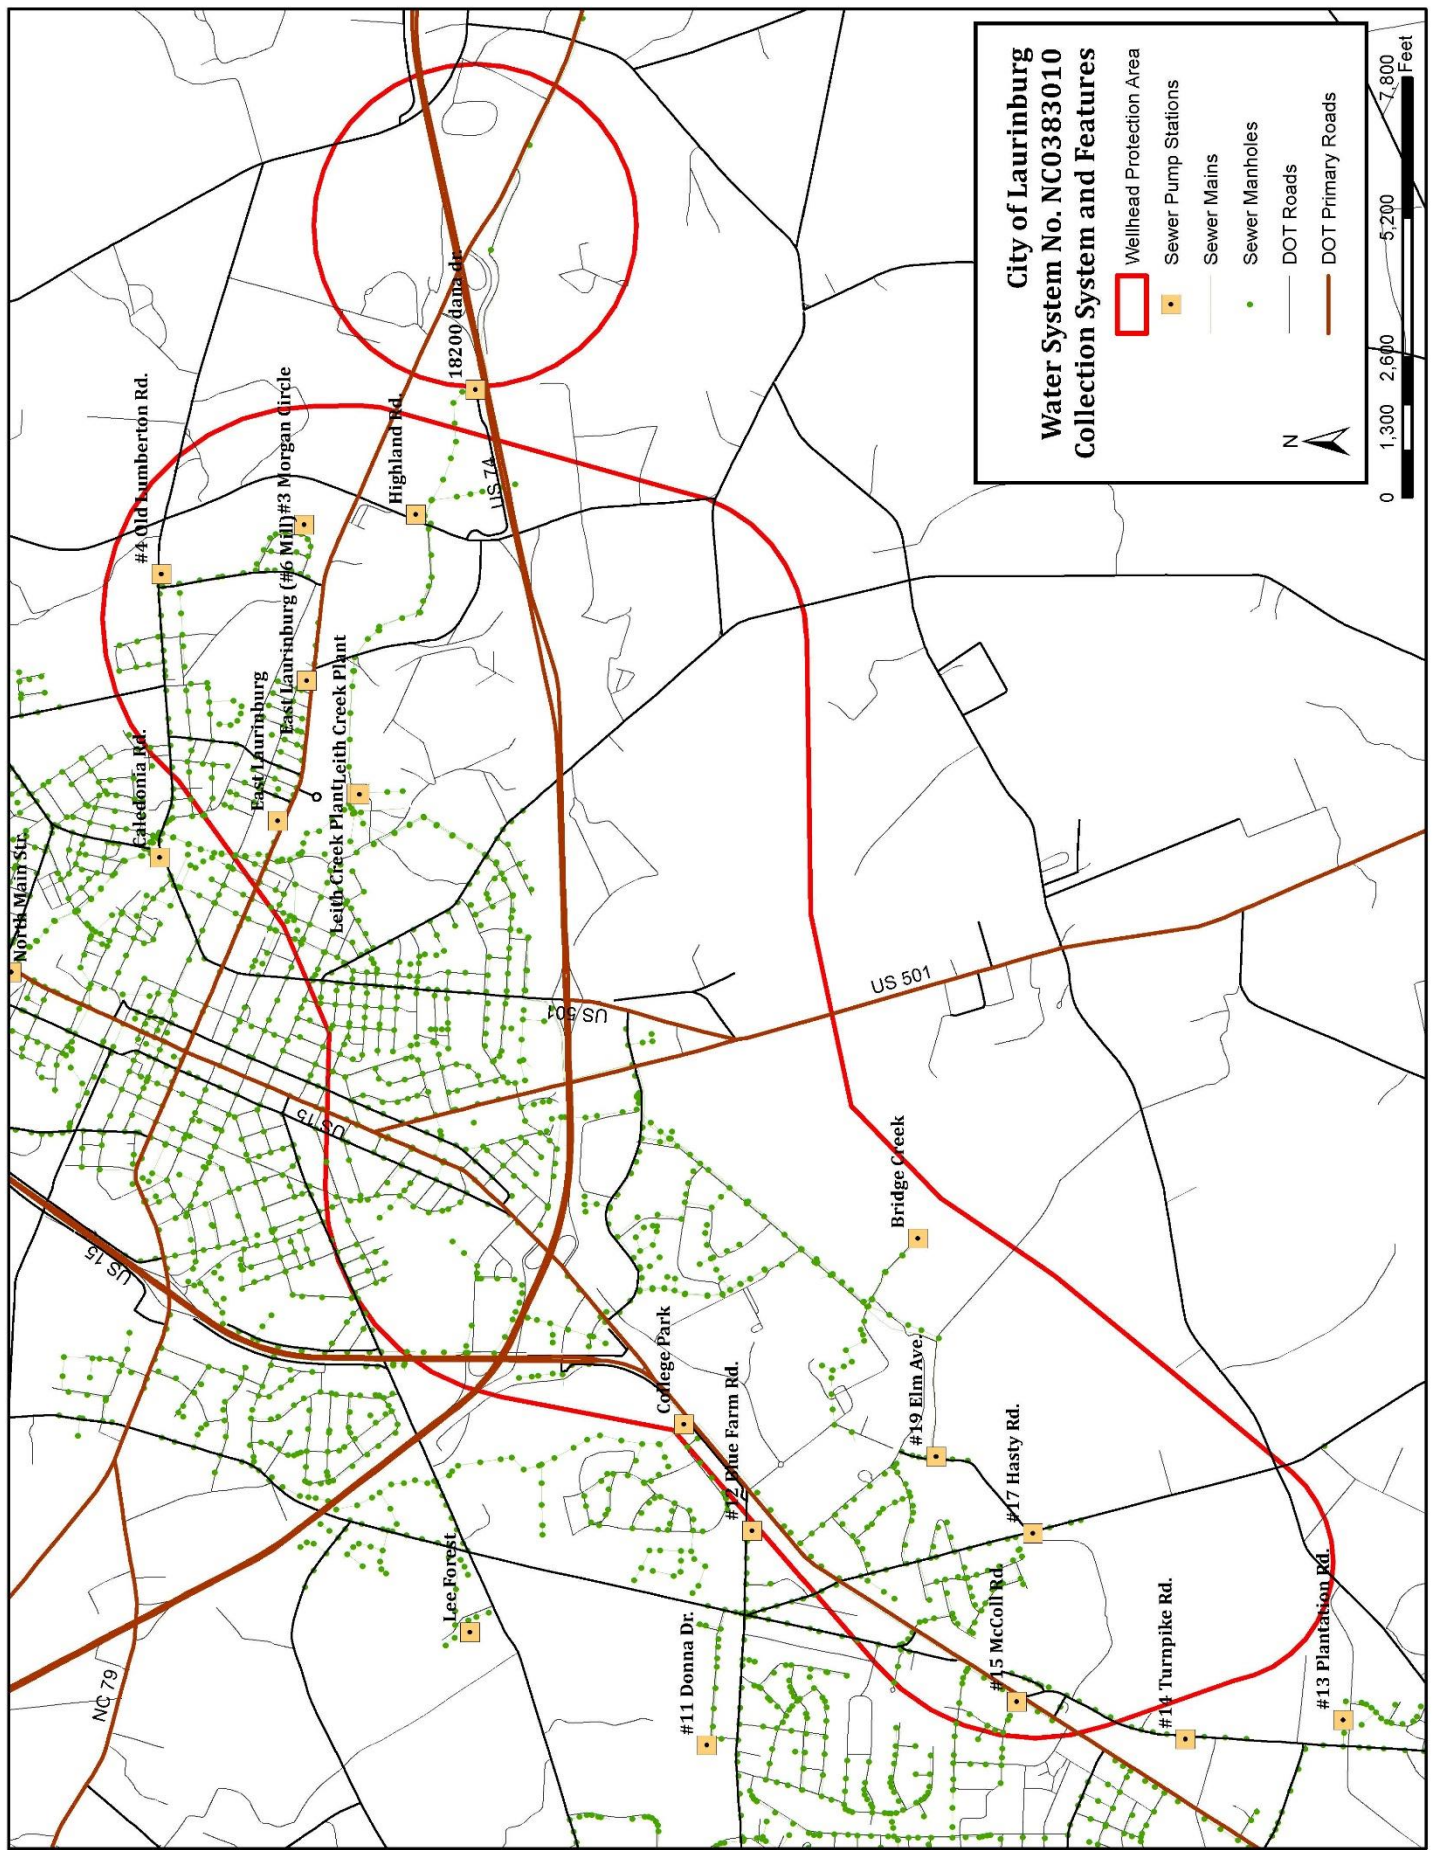 City of Laurinburg
Water System No. NC0383010
Collection System and Features
Wellhead Protection Area
Sewer Pump Stations
Sewer Mains
Sewer Manholes
DOT Roads
DOT Primary Roads
N
0 1,300 2,600 5,200 7,800
Feet
North Main Str.
Caledonia Rd.
#4 Old Lumberton Rd.
East Laurinburg
East Laurinburg (#6 Mill)
#3 Morgan Circle
Leith Creek Plant
Leith Creek Plant
Highland Rd.
18200 dana dr.
US 74
US 501
US 501
US 15
US 15
NC 79
Lee Forest
College Park
#12 Blue Farm Rd.
#11 Donna Dr.
Bridge Creek
#19 Elm Ave.
#17 Hasty Rd.
#15 McColl Rd.
#14 Turnpike Rd.
#13 Plantation Rd.